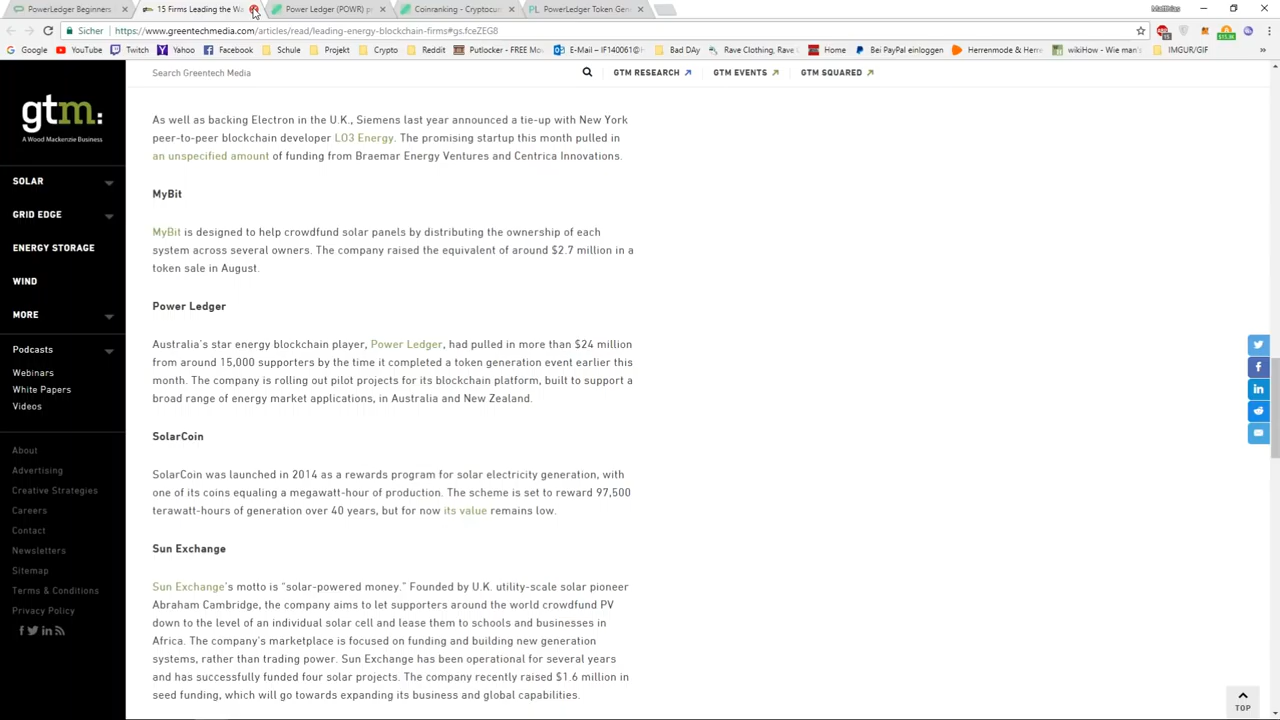 PowerLedger Beginners
15 Firms Leading the Wa
Power Ledger (POWR) p
Coinranking - Cryptocu
PowerLedger Token Gen
Matthias
Sicher
https://www.greentechmedia.com/articles/read/leading-energy-blockchain-firms#gs.fceZEG8
Google
YouTube
Twitch
Yahoo
Facebook
Schule
Projekt
Crypto
Reddit
Putlocker - FREE Mov
E-Mail – IF140061@H
Bad Day
Rave Clothing, Rave
Home
Bei PayPal einloggen
Herrenmode & Herre
wikiHow – Wie man's
IMGUR/GIF
Search Greentech Media
GTM RESEARCH
GTM EVENTS
GTM SQUARED
gtm:
A Wood Mackenzie Business
SOLAR
GRID EDGE
ENERGY STORAGE
WIND
MORE
Podcasts
Webinars
White Papers
Videos
About
Advertising
Creative Strategies
Careers
Contact
Newsletters
Sitemap
Terms & Conditions
Privacy Policy
As well as backing Electron in the U.K., Siemens last year announced a tie-up with New York
peer-to-peer blockchain developer LO3 Energy. The promising startup this month pulled in
an unspecified amount of funding from Braemar Energy Ventures and Centrica Innovations.
MyBit
MyBit is designed to help crowdfund solar panels by distributing the ownership of each
system across several owners. The company raised the equivalent of around $2.7 million in a
token sale in August.
Power Ledger
Australia's star energy blockchain player, Power Ledger, had pulled in more than $24 million
from around 15,000 supporters by the time it completed a token generation event earlier this
month. The company is rolling out pilot projects for its blockchain platform, built to support a
broad range of energy market applications, in Australia and New Zealand.
SolarCoin
SolarCoin was launched in 2014 as a rewards program for solar electricity generation, with
one of its coins equaling a megawatt-hour of production. The scheme is set to reward 97,500
terawatt-hours of generation over 40 years, but for now its value remains low.
Sun Exchange
Sun Exchange's motto is “solar-powered money.” Founded by U.K. utility-scale solar pioneer
Abraham Cambridge, the company aims to let supporters around the world crowdfund PV
down to the level of an individual solar cell and lease them to schools and businesses in
Africa. The company's marketplace is focused on funding and building new generation
systems, rather than trading power. Sun Exchange has been operational for several years
and has successfully funded four solar projects. The company recently raised $1.6 million in
seed funding, which will go towards expanding its business and global capabilities.
TOP